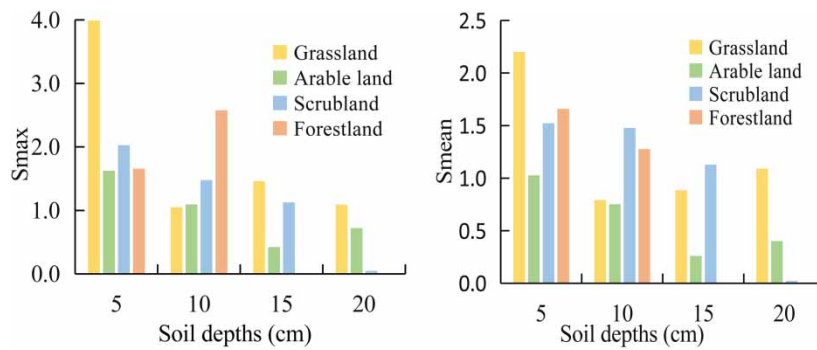 4.0
3.0
2.0
1.0
0.0
Smax
Grassland
Arable land
Scrubland
Forestland
5 10 15 20
Soil depths (cm)
2.5
2.0
1.5
1.0
0.5
0.0
Smean
Grassland
Arable land
Scrubland
Forestland
5 10 15 20
Soil depths (cm)